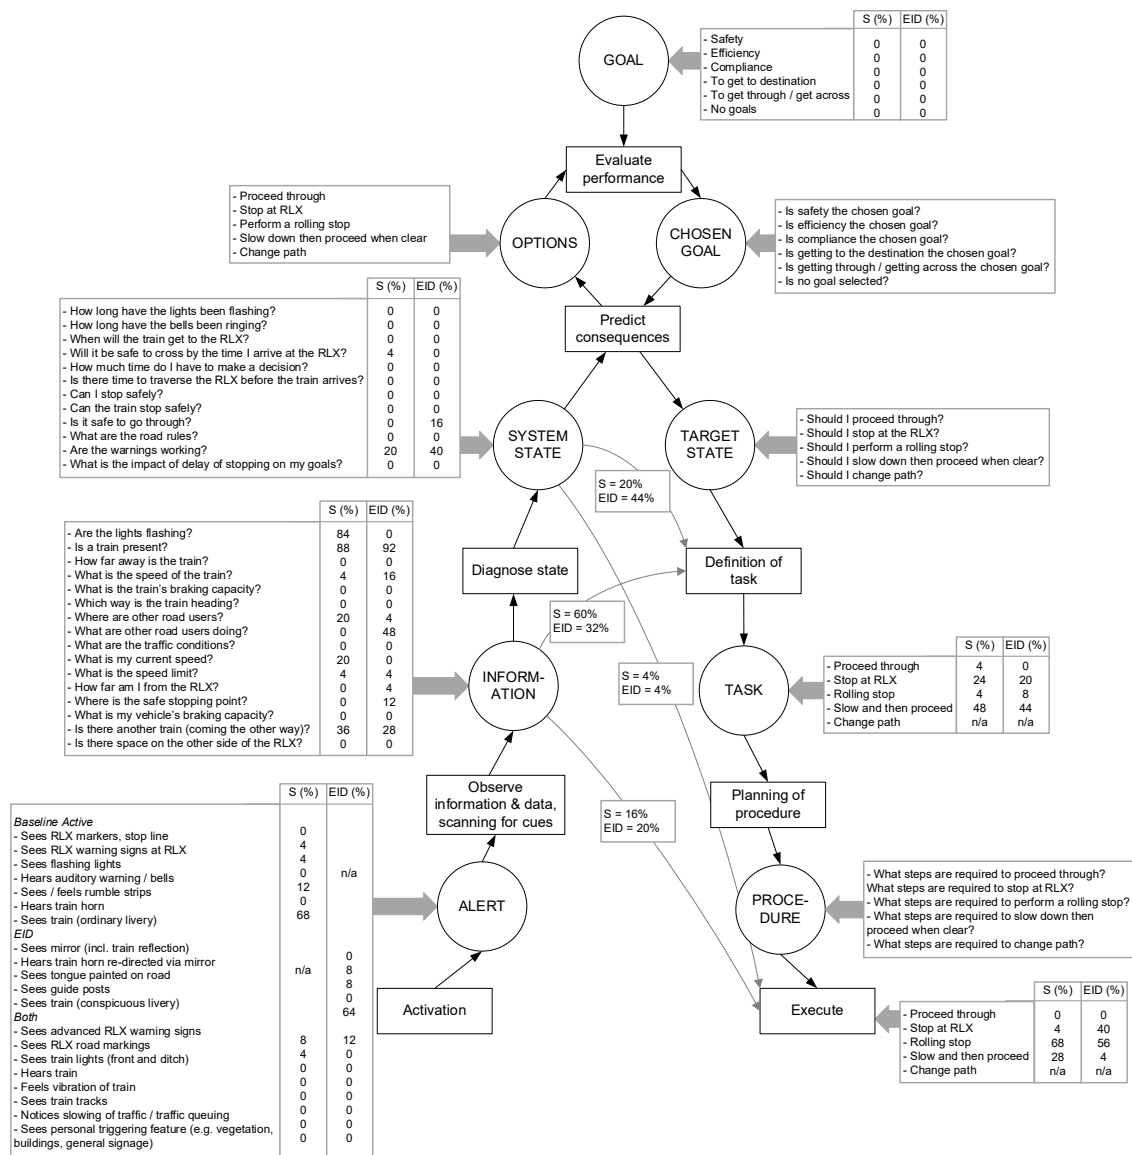 S (%) EID (%)
- Safety 0 0
- Efficiency 0 0
- Compliance 0 0
- To get to destination 0 0
- To get through / get across 0 0
- No goals 0 0
GOAL
Evaluate
performance
- Proceed through
- Stop at RLX
- Perform a rolling stop
- Slow down then proceed when clear
- Change path
OPTIONS
CHOSEN
GOAL
- Is safety the chosen goal?
- Is efficiency the chosen goal?
- Is compliance the chosen goal?
- Is getting to the destination the chosen goal?
- Is getting through / getting across the chosen goal?
- Is no goal selected?
Predict
consequences
S (%) EID (%)
- How long have the lights been flashing? 0 0
- How long have the bells been ringing? 0 0
- When will the train get to the RLX? 0 0
- Will it be safe to cross by the time I arrive at the RLX? 4 0
- How much time do I have to make a decision? 0 0
- Is there time to traverse the RLX before the train arrives? 0 0
- Can I stop safely? 0 0
- Can the train stop safely? 0 0
- Is it safe to go through? 0 16
- What are the road rules? 0 0
- Are the warnings working? 20 40
- What is the impact of delay of stopping on my goals? 0 0
SYSTEM
STATE
TARGET
STATE
- Should I proceed through?
- Should I stop at the RLX?
- Should I perform a rolling stop?
- Should I slow down then proceed when clear?
- Should I change path?
S = 20%
EID = 44%
S (%) EID (%)
- Are the lights flashing? 84 0
- Is a train present? 88 92
- How far away is the train? 0 0
- What is the speed of the train? 4 16
- What is the train's braking capacity? 0 0
- Which way is the train heading? 0 0
- Where are other road users? 20 4
- What are other road users doing? 0 48
- What are the traffic conditions? 0 0
- What is my current speed? 20 0
- What is the speed limit? 4 4
- How far am I from the RLX? 0 4
- Where is the safe stopping point? 0 12
- What is my vehicle's braking capacity? 0 0
- Is there another train (coming the other way)? 36 28
- Is there space on the other side of the RLX? 0 0
Diagnose state
Definition of
task
S = 60%
EID = 32%
INFORM-
ATION
S = 4%
EID = 4%
TASK
S (%) EID (%)
- Proceed through 4 0
- Stop at RLX 24 20
- Rolling stop 4 8
- Slow and then proceed 48 44
- Change path n/a n/a
Observe
information & data,
scanning for cues
S = 16%
EID = 20%
Planning of
procedure
S (%) EID (%)
Baseline Active
- Sees RLX markers, stop line 0
- Sees RLX warning signs at RLX 4
- Sees flashing lights 4
- Hears auditory warning / bells 0 n/a
- Sees / feels rumble strips 12
- Hears train horn 0
- Sees train (ordinary livery) 68
EID
- Sees mirror (incl. train reflection) 0
- Hears train horn re-directed via mirror n/a 8
- Sees tongue painted on road 8
- Sees guide posts 0
- Sees train (conspicuous livery) 64
Both
- Sees advanced RLX warning signs 8 12
- Sees RLX road markings 4 0
- Sees train lights (front and ditch) 0 0
- Hears train 0 0
- Feels vibration of train 0 0
- Sees train tracks 0 0
- Notices slowing of traffic / traffic queuing 0 0
- Sees personal triggering feature (e.g. vegetation,
buildings, general signage) 0 0
ALERT
PROCE-
DURE
- What steps are required to proceed through?
What steps are required to stop at RLX?
- What steps are required to perform a rolling stop?
- What steps are required to slow down then
proceed when clear?
- What steps are required to change path?
Activation
Execute
S (%) EID (%)
- Proceed through 0 0
- Stop at RLX 4 40
- Rolling stop 68 56
- Slow and then proceed 28 4
- Change path n/a n/a